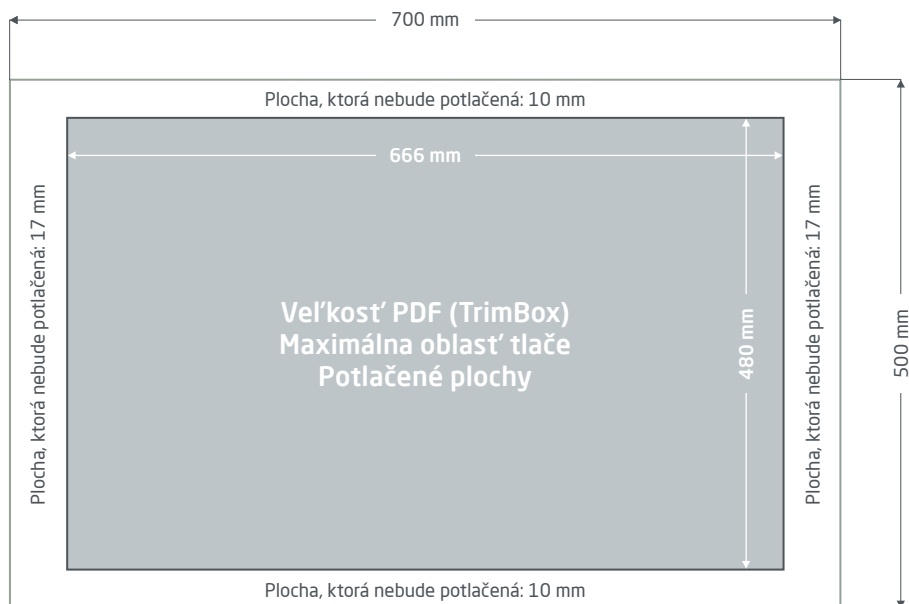 700 mm
Plocha, ktorá nebude potlačená: 10 mm
666 mm
Plocha, ktorá nebude potlačená: 17 mm
Veľkosť PDF (TrimBox)
Maximálna oblasť tlače
Potlačené plochy
480 mm
Plocha, ktorá nebude potlačená: 17 mm
500 mm
Plocha, ktorá nebude potlačená: 10 mm